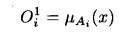 $O_i^1 = \mu_{A_i}(x)$